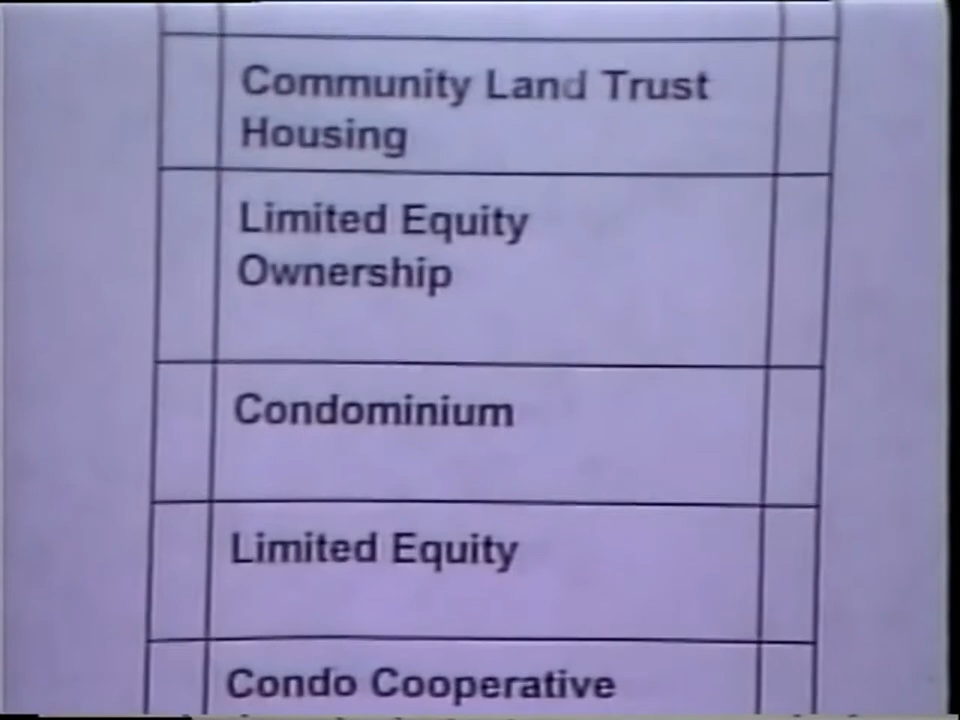 Community Land Trust
Housing
Limited Equity
Ownership
Condominium
Limited Equity
Condo Cooperative